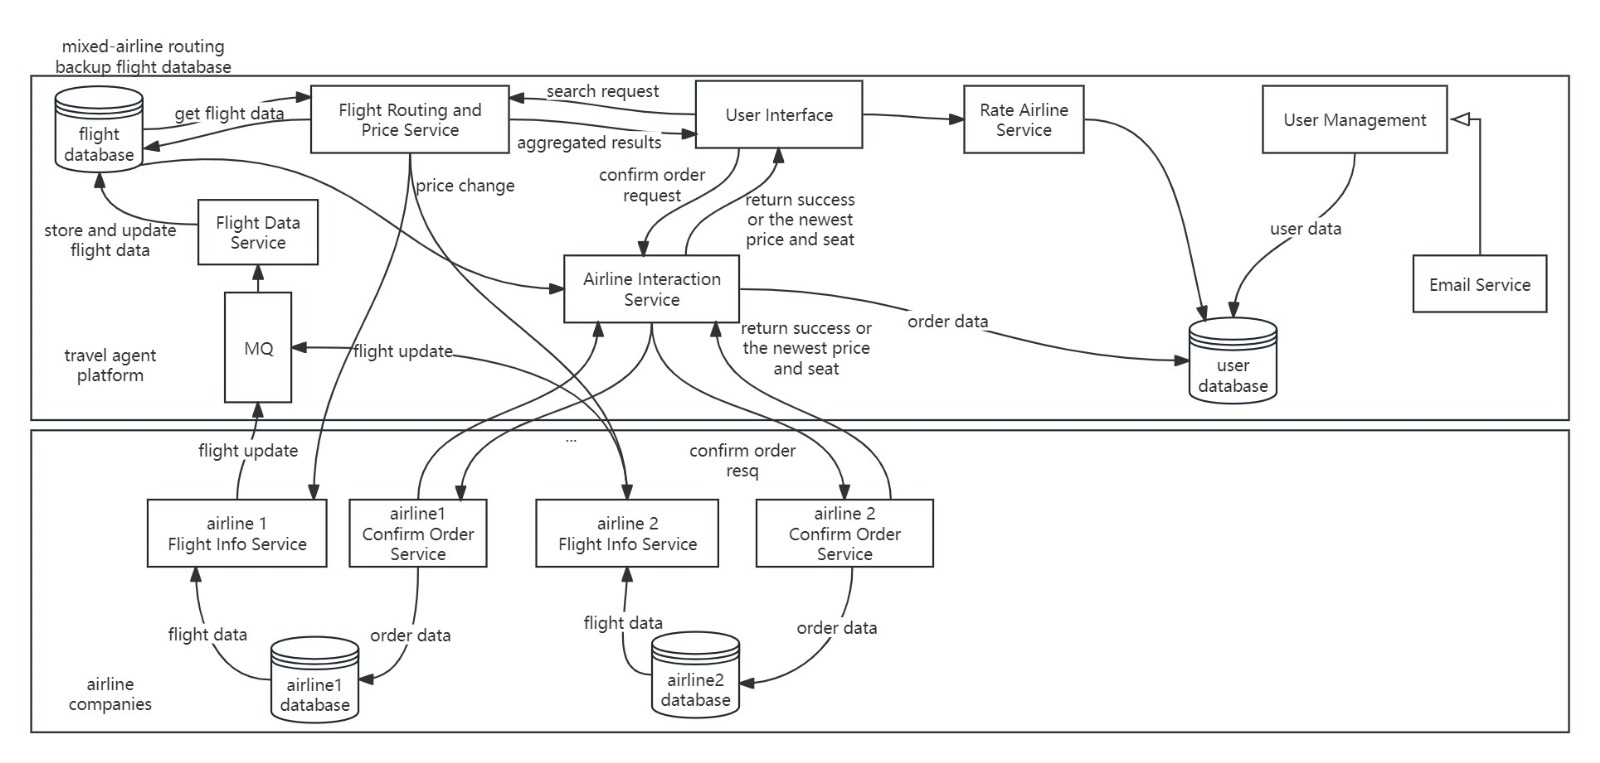 mixed-airline routing
backup flight database
flight
database
get flight data
Flight Routing and
Price Service
search request
aggregated results
User Interface
Rate Airline
Service
User Management
price change
confirm order
request
return success
or the newest
price and seat
store and update
flight data
Flight Data
Service
Airline Interaction
Service
user data
Email Service
order data
MQ
flight update
return success or
the newest price
and seat
travel agent
platform
user
database
flight update
...
confirm order
resq
airline 1
Flight Info Service
airline1
Confirm Order
Service
airline 2
Flight Info Service
airline 2
Confirm Order
Service
flight data
order data
flight data
order data
airline1
database
airline2
database
airline
companies